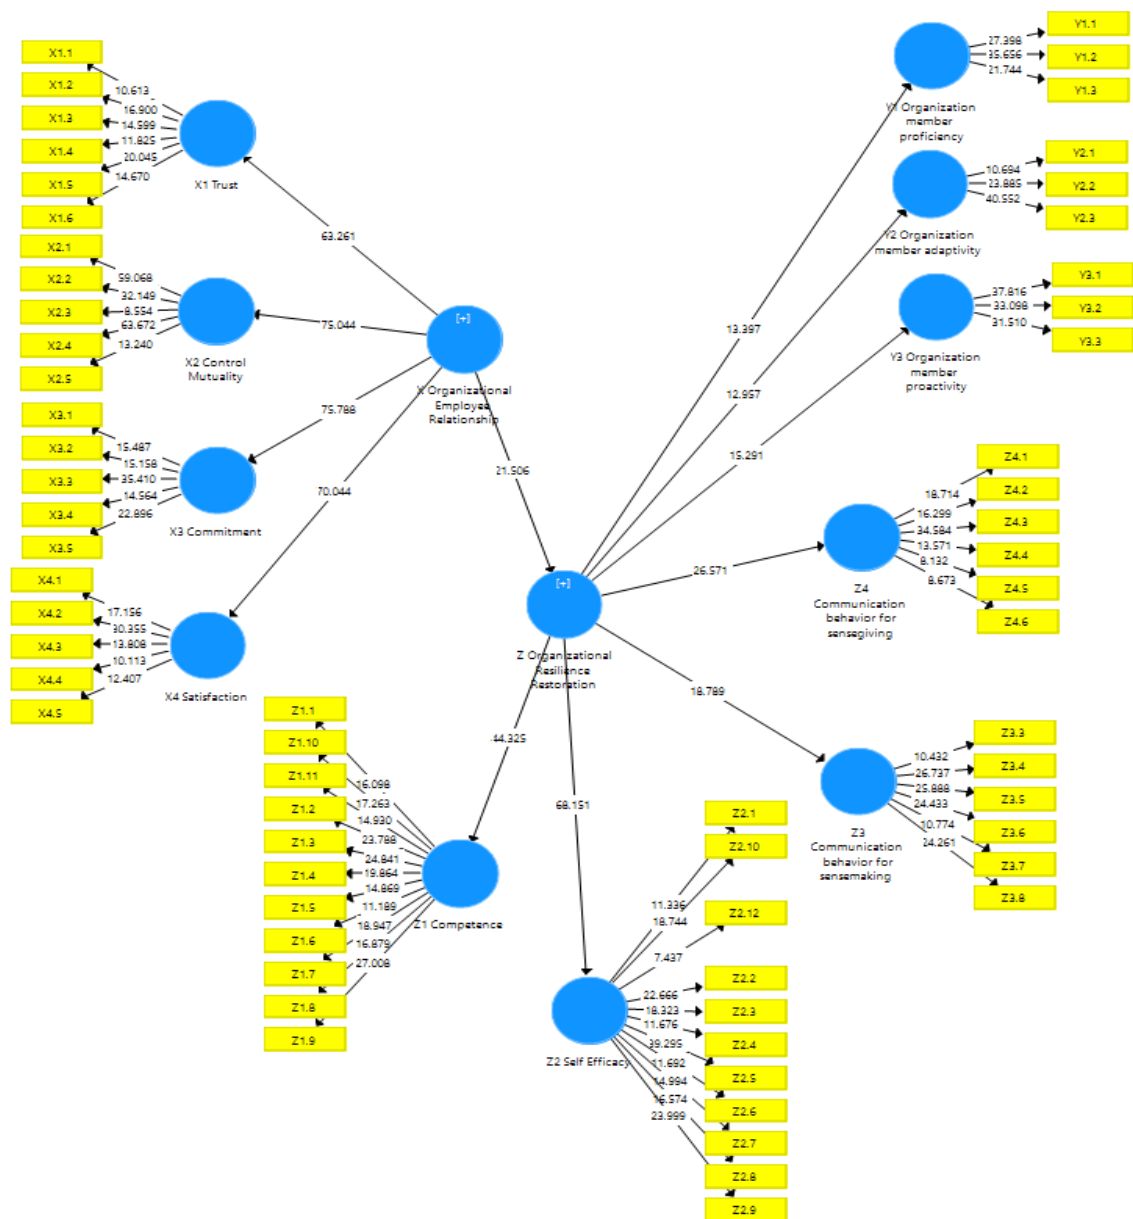 X1.1
X1.2
X1.3
X1.4
X1.5
X1.6
10.613
16.900
14.599
11.825
20.045
14.670
X1 Trust
X2.1
X2.2
X2.3
X2.4
X2.5
59.068
32.149
8.554
63.672
13.240
X2 Control
Mutuality
X3.1
X3.2
X3.3
X3.4
X3.5
15.487
15.158
35.410
14.564
22.896
X3 Commitment
X4.1
X4.2
X4.3
X4.4
X4.5
17.156
30.355
13.808
10.113
12.407
X4 Satisfaction
63.261
75.044
75.788
70.044
[+]
X Organizational
Employee
Relationship
21.506
[+]
Z Organizational
Resilience
Restoration
13.397
12.957
15.291
26.571
18.789
44.325
68.151
Y1 Organization
member
proficiency
27.398
35.656
21.744
Y1.1
Y1.2
Y1.3
Y2 Organization
member adaptivity
10.694
23.885
40.552
Y2.1
Y2.2
Y2.3
Y3 Organization
member
proactivity
37.816
33.098
31.510
Y3.1
Y3.2
Y3.3
Z4
Communication
behavior for
sensegiving
18.714
16.299
34.584
13.571
8.132
8.673
Z4.1
Z4.2
Z4.3
Z4.4
Z4.5
Z4.6
Z3
Communication
behavior for
sensemaking
10.432
26.737
25.888
24.433
10.774
24.261
Z3.3
Z3.4
Z3.5
Z3.6
Z3.7
Z3.8
Z1.1
Z1.10
Z1.11
Z1.2
Z1.3
Z1.4
Z1.5
Z1.6
Z1.7
Z1.8
Z1.9
16.098
17.263
14.930
23.788
24.841
19.864
14.869
11.189
18.947
16.879
27.008
Z1 Competence
Z2 Self Efficacy
11.336
18.744
7.437
22.666
18.323
11.676
39.295
11.692
14.994
16.574
23.999
Z2.1
Z2.10
Z2.12
Z2.2
Z2.3
Z2.4
Z2.5
Z2.6
Z2.7
Z2.8
Z2.9